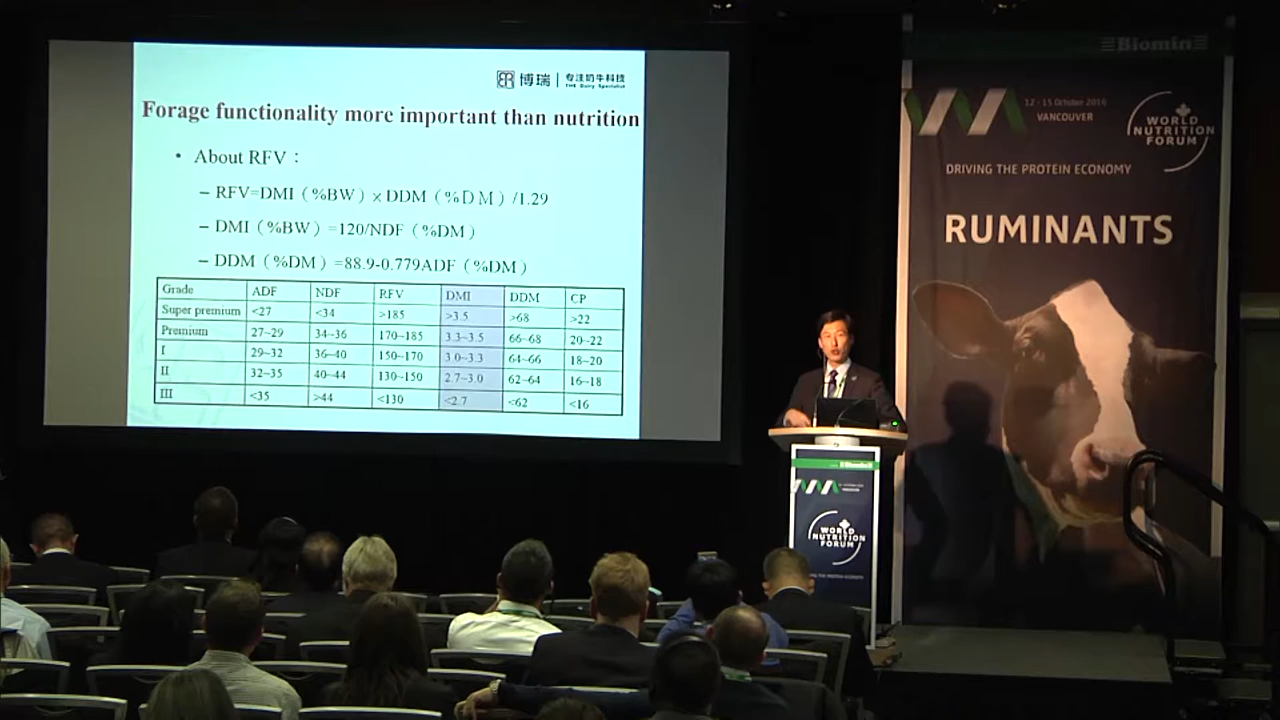 博瑞 | 专注奶牛科技
THE Dairy Specialist
Forage functionality more important than nutrition
• About RFV：
– RFV=DMI（%BW）×DDM（%DM）/1.29
– DMI（%BW）=120/NDF（%DM）
– DDM（%DM）=88.9-0.779ADF（%DM）
Grade ADF NDF RFV DMI DDM CP
Super premium <27 <34 >185 >3.5 >68 >22
Premium 27~29 34~36 170~185 3.3~3.5 66~68 20~22
I 29~32 36~40 150~170 3.0~3.3 64~66 18~20
II 32~35 40~44 130~150 2.7~3.0 62~64 16~18
III <35 >44 <130 <2.7 <62 <16
Biomin
12 - 15 October 2016
VANCOUVER
WORLD
NUTRITION
FORUM
DRIVING THE PROTEIN ECONOMY
RUMINANTS
Biomin
WORLD
NUTRITION
FORUM
DRIVING THE PROTEIN ECONOMY